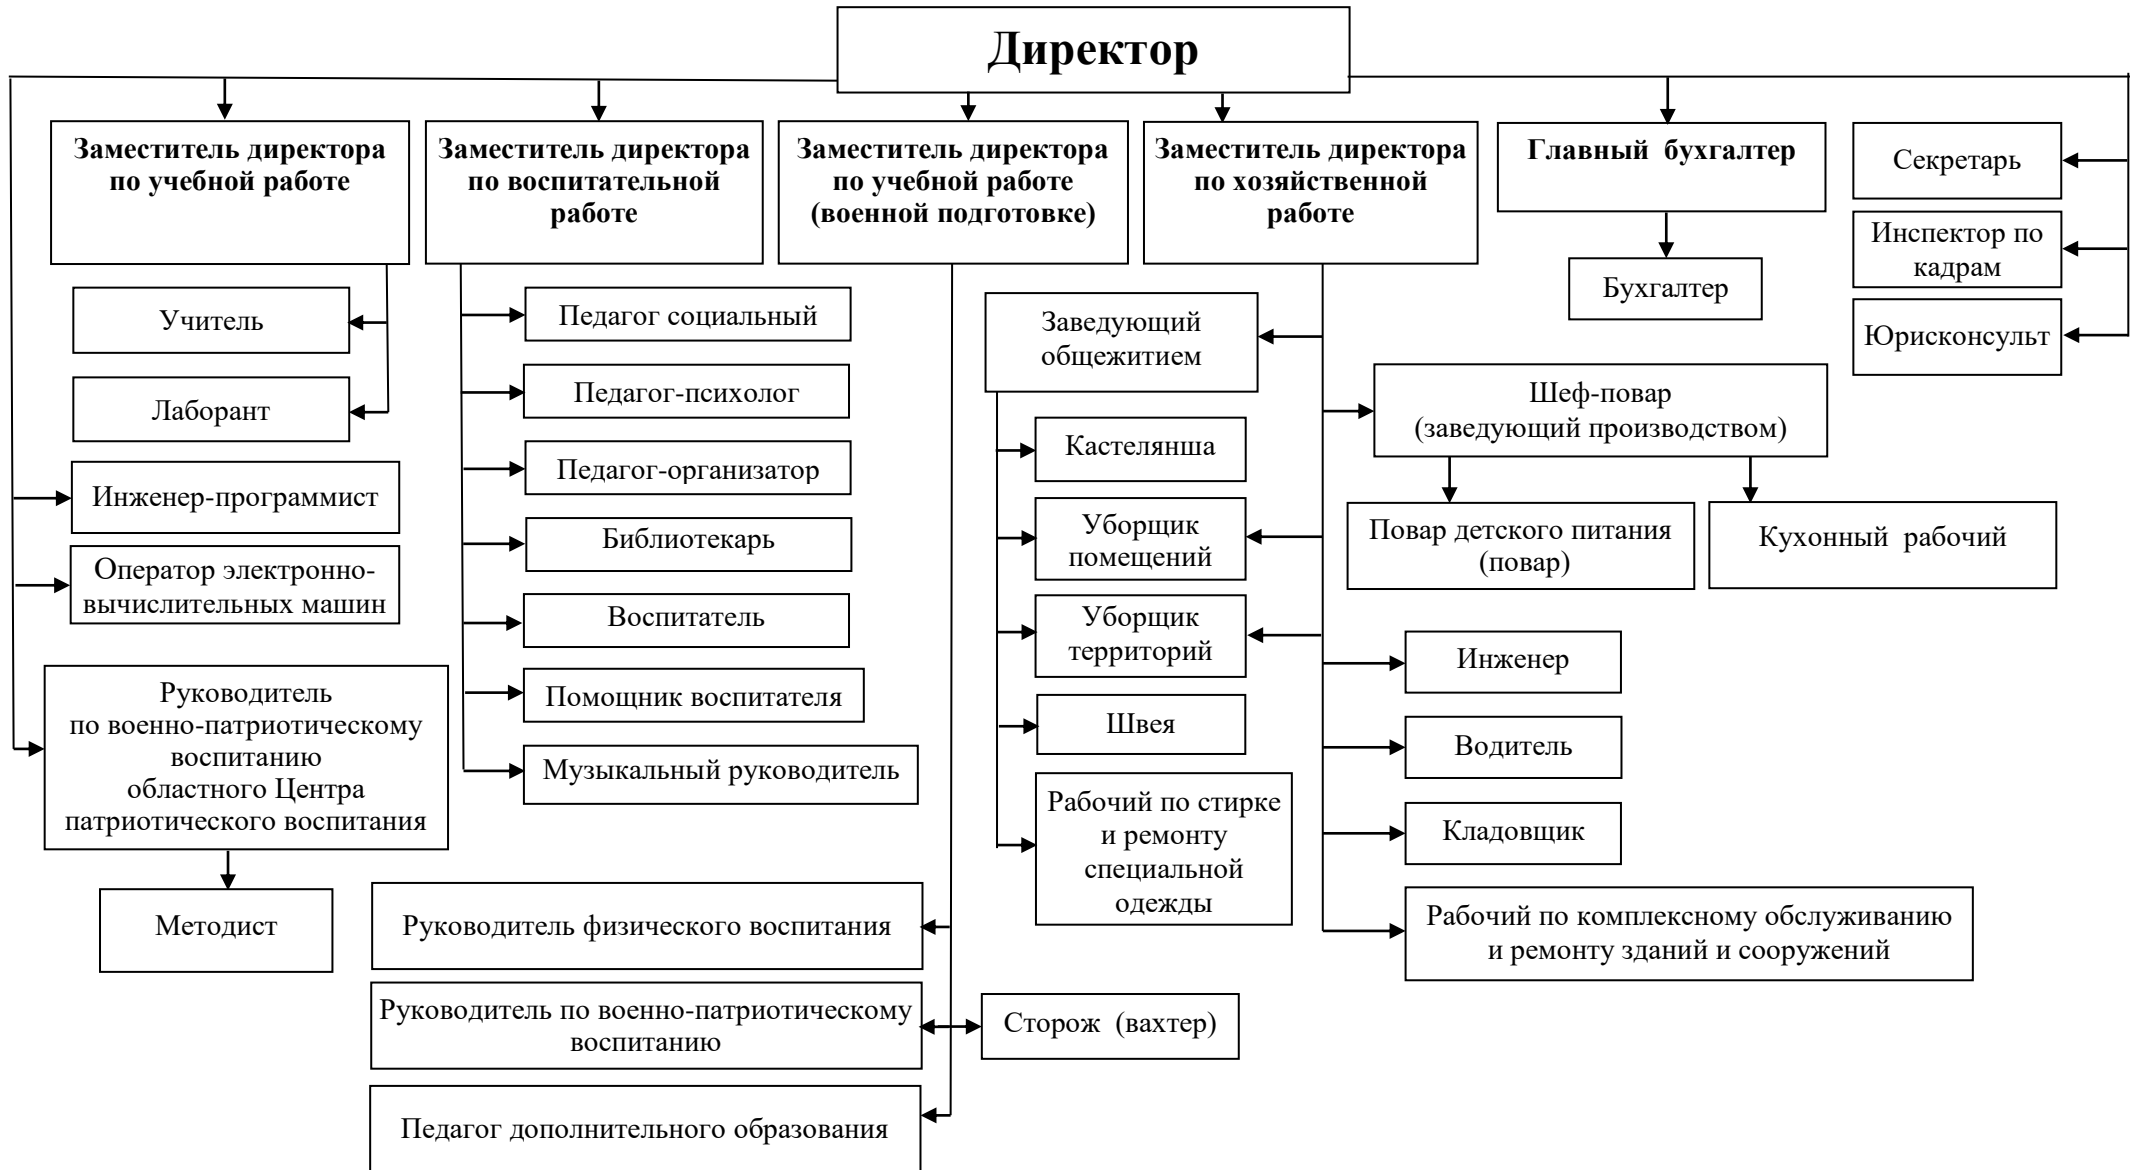 Директор
Заместитель директора
по учебной работе
Заместитель директора
по воспитательной
работе
Заместитель директора
по учебной работе
(военной подготовке)
Заместитель директора
по хозяйственной
работе
Главный бухгалтер
Секретарь
Инспектор по
кадрам
Юрисконсульт
Бухгалтер
Учитель
Лаборант
Инженер-программист
Оператор электронно-
вычислительных машин
Руководитель
по военно-патриотическому
воспитанию
областного Центра
патриотического воспитания
Методист
Педагог социальный
Педагог-психолог
Педагог-организатор
Библиотекарь
Воспитатель
Помощник воспитателя
Музыкальный руководитель
Руководитель физического воспитания
Руководитель по военно-патриотическому
воспитанию
Педагог дополнительного образования
Сторож (вахтер)
Заведующий
общежитием
Кастелянша
Уборщик
помещений
Уборщик
территорий
Швея
Рабочий по стирке
и ремонту
специальной
одежды
Шеф-повар
(заведующий производством)
Повар детского питания
(повар)
Кухонный рабочий
Инженер
Водитель
Кладовщик
Рабочий по комплексному обслуживанию
и ремонту зданий и сооружений